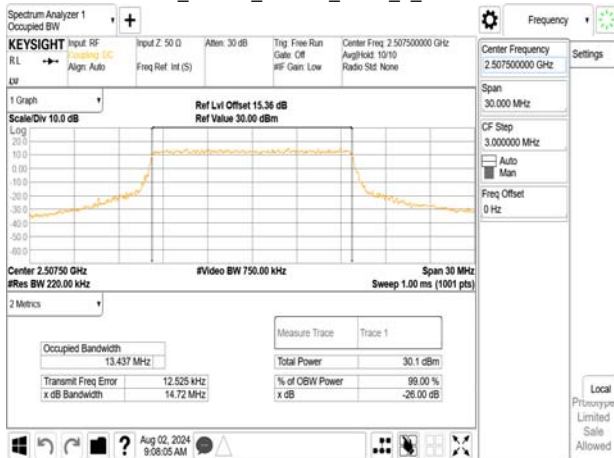 Spectrum Analyzer 1
Occupied BW
Frequency
KEYSIGHT Input: RF Input Z: 50 Ω Atten: 30 dB Trig: Free Run Center Freq: 2.507500000 GHz
RL Coupling: DC Gate: Off Avg|Hold: 10/10
Align: Auto Freq Ref: Int (S) #IF Gain: Low Radio Std: None
Center Frequency
2.507500000 GHz
Settings
Span
30.000 MHz
CF Step
3.000000 MHz
Auto
Man
Freq Offset
0 Hz
1 Graph
Ref Lvl Offset 15.36 dB
Scale/Div 10.0 dB Ref Value 30.00 dBm
Log
20.0
10.0
0.00
-10.0
-20.0
-30.0
-40.0
-50.0
-60.0
Center 2.50750 GHz #Video BW 750.00 kHz Span 30 MHz
#Res BW 220.00 kHz Sweep 1.00 ms (1001 pts)
2 Metrics
Measure Trace Trace 1
Occupied Bandwidth
13.437 MHz Total Power 30.1 dBm
Transmit Freq Error 12.525 kHz % of OBW Power 99.00 %
x dB Bandwidth 14.72 MHz x dB -26.00 dB
Local
Prototype
Limited
Sale
Allowed
Aug 02, 2024
9:08:05 AM